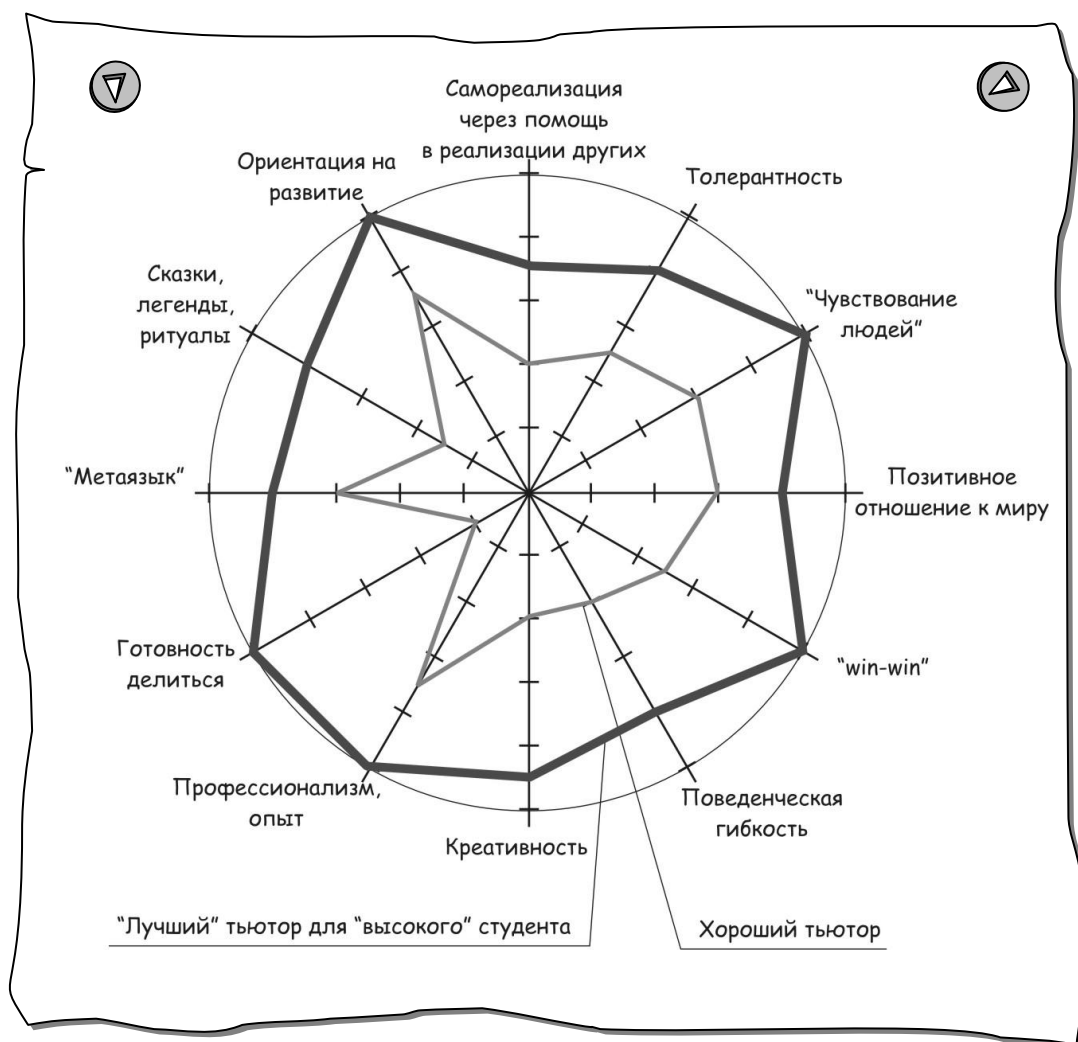 Самореализация
через помощь
в реализации других
Толерантность
“Чувствование
людей”
Позитивное
отношение к миру
“win-win”
Поведенческая
гибкость
Креативность
Профессионализм,
опыт
Готовность
делиться
“Метаязык”
Сказки,
легенды,
ритуалы
Ориентация на
развитие
“Лучший” тьютор для “высокого” студента
Хороший тьютор